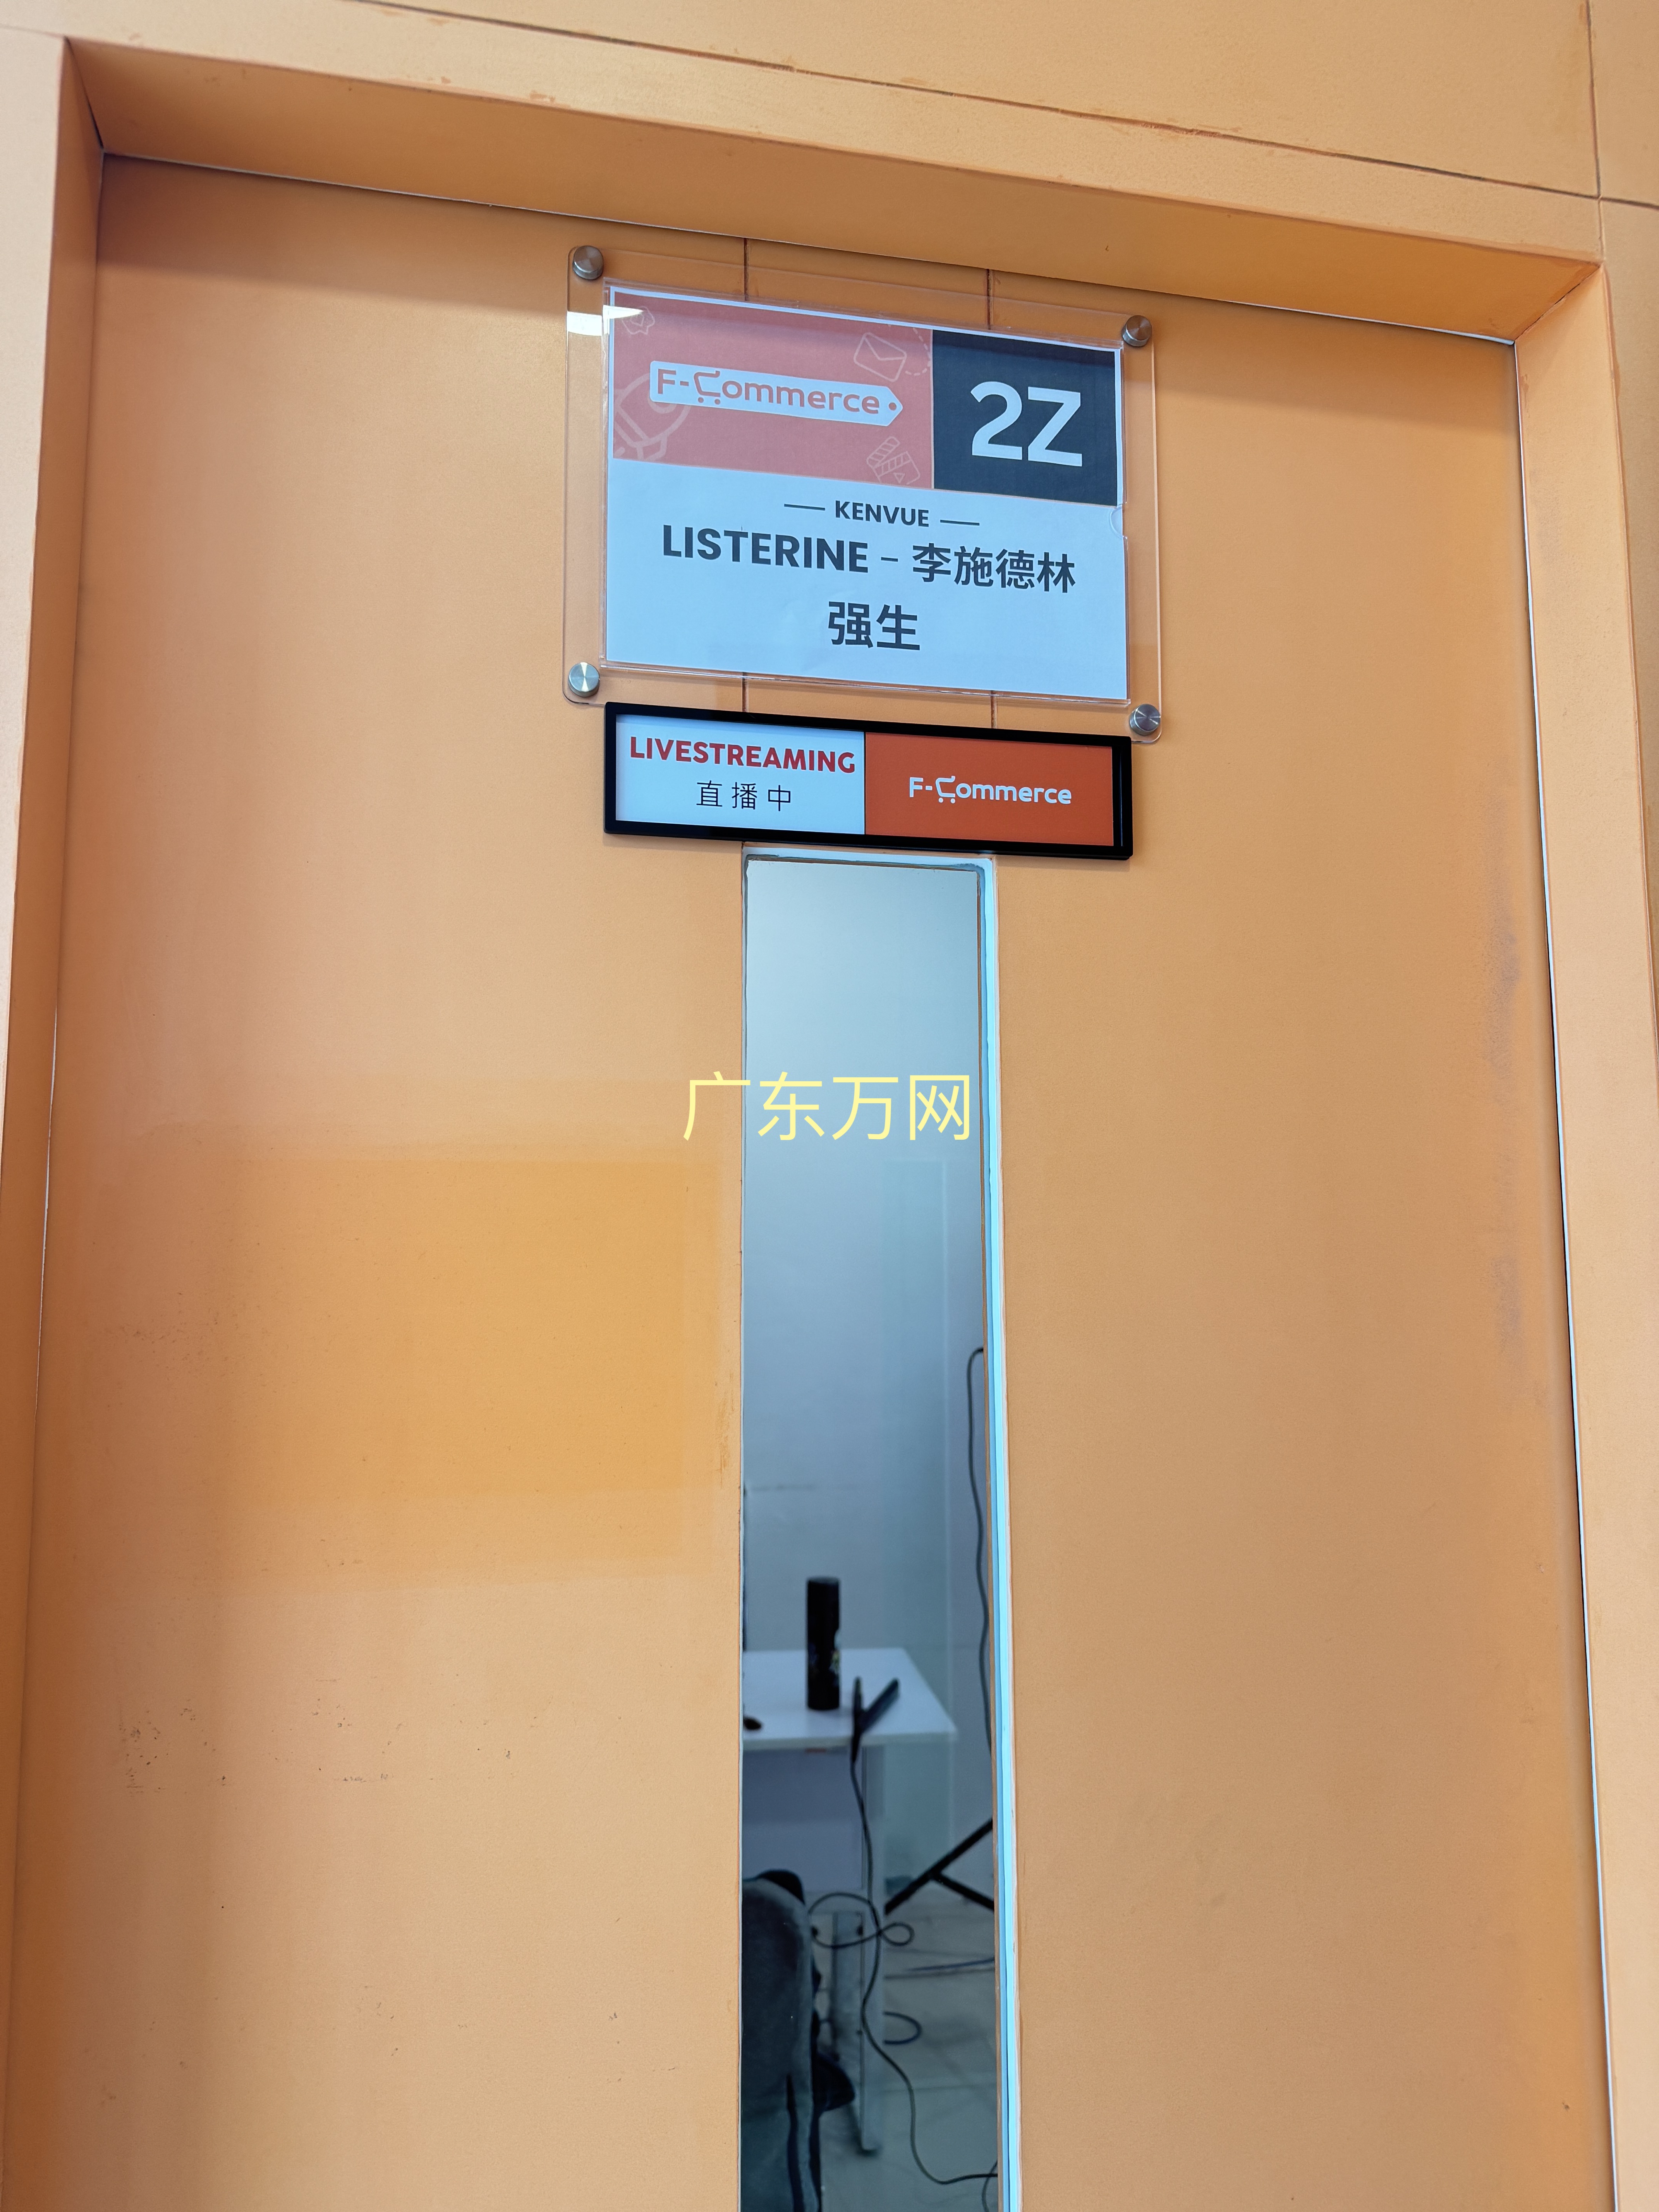 F-Commerce
2Z
KENVUE
LISTERINE - 李施德林
强生
LIVESTREAMING
直播中
F-Commerce
广东万网